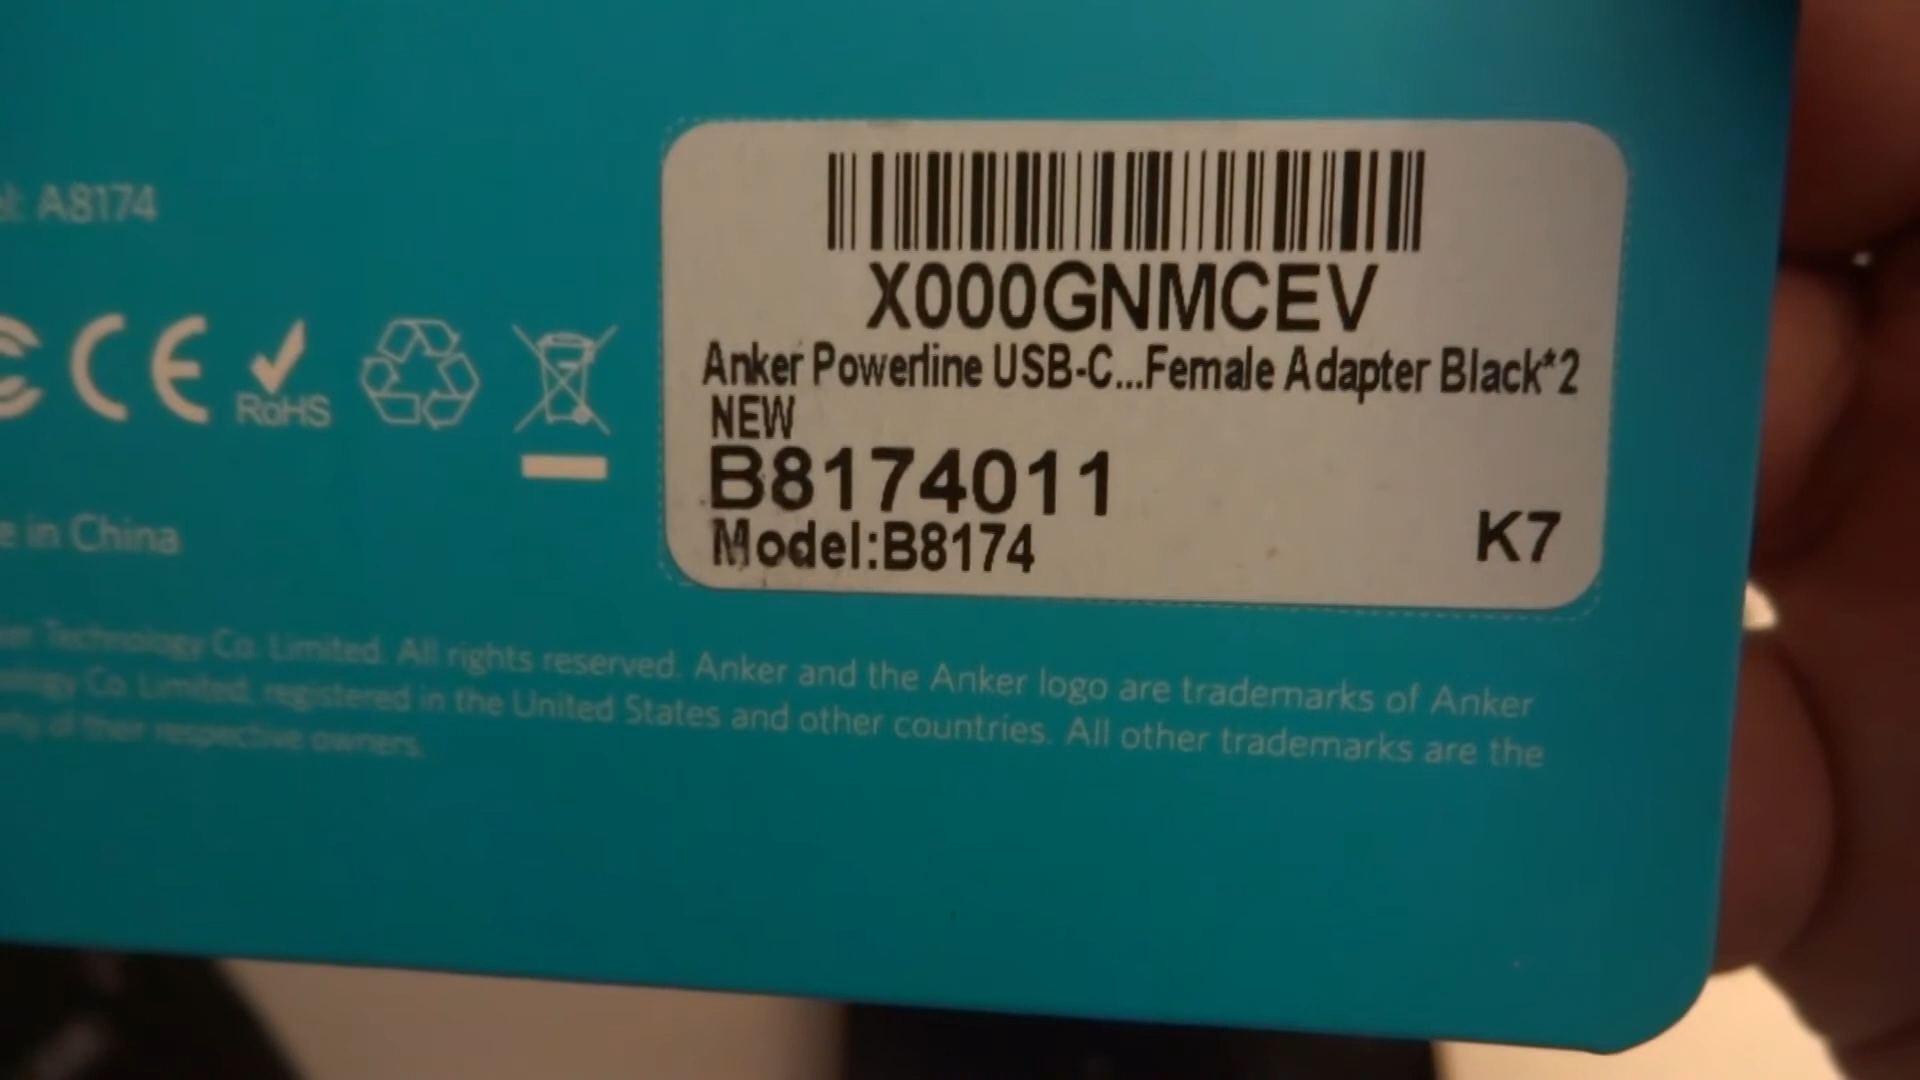 A8174
CE
RoHS
in China
X000GNMCEV
Anker Powerline USB-C...Female Adapter Black*2
NEW
B8174011
Model:B8174
K7
Technology Co. Limited. All rights reserved. Anker and the Anker logo are trademarks of Anker
Co. Limited, registered in the United States and other countries. All other trademarks are the
of their respective owners.